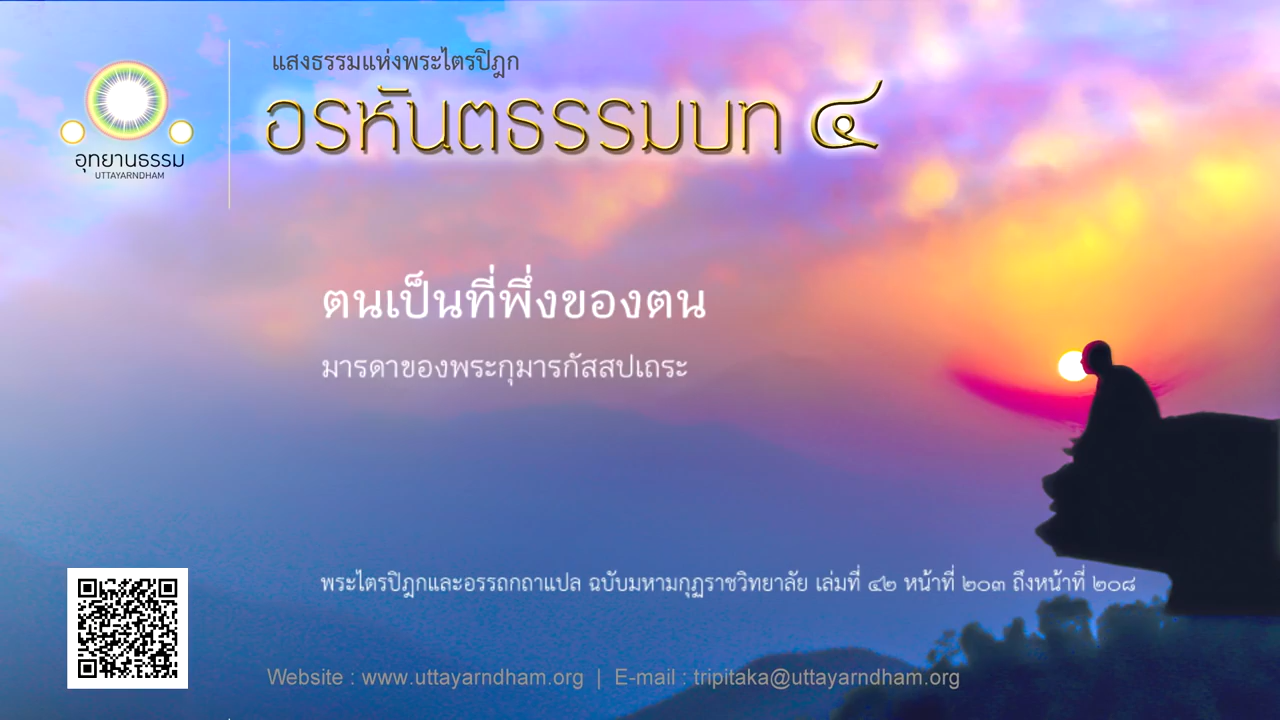 แสงธรรมแห่งพระไตรปิฎก
อรหันตธรรมบท ๔
อุทยานธรรม
UTTAYARNDHAM
ตนเป็นที่พึ่งของตน
มารดาของพระกุมารกัสสปเถระ
พระไตรปิฎกและอรรถกถาแปล ฉบับมหามกุฏราชวิทยาลัย เล่มที่ ๔๒ หน้าที่ ๒๐๓ ถึงหน้าที่ ๒๐๘
Website : www.uttayarndham.org | E-mail : tripitaka@uttayarndham.org